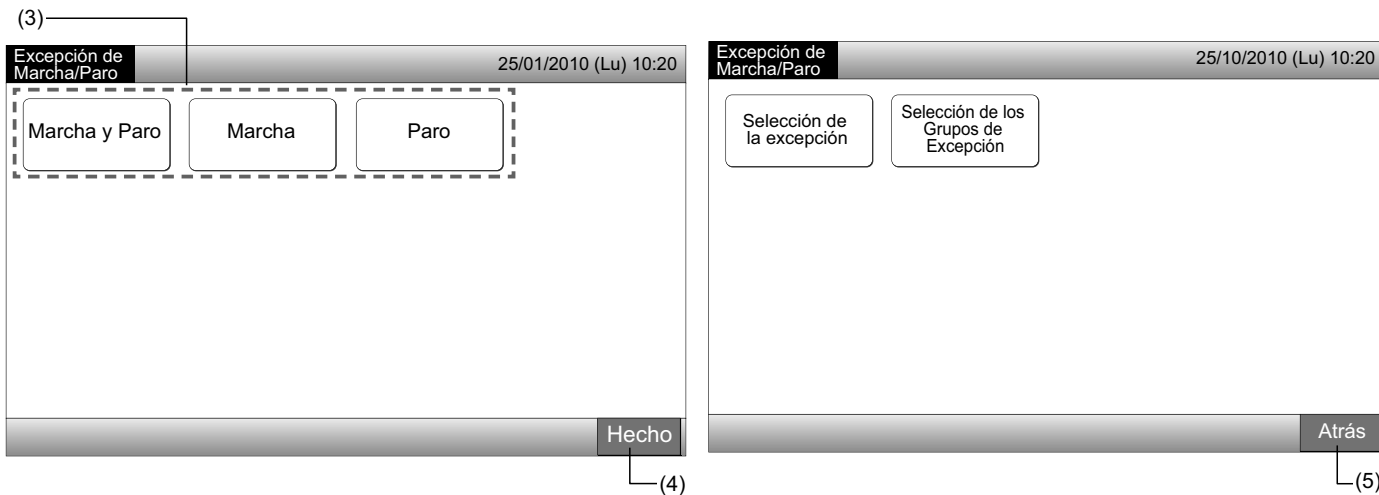 (3)
Excepción de
Marcha/Paro
25/01/2010 (Lu) 10:20
Marcha y Paro
Marcha
Paro
Hecho
(4)
Excepción de
Marcha/Paro
25/10/2010 (Lu) 10:20
Selección de
la excepción
Selección de los
Grupos de
Excepción
Atrás
(5)